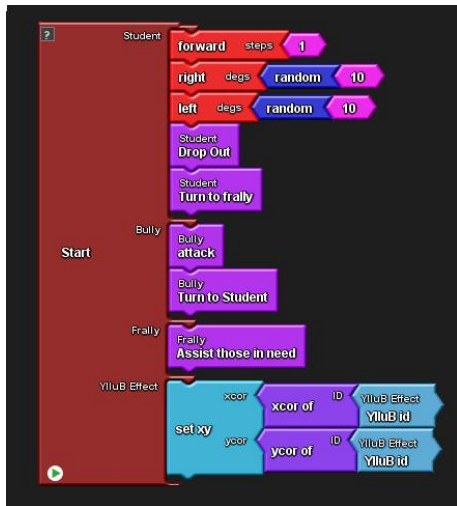 ?
Student
forward steps 1
right degs random 10
left degs random 10
Student
Drop Out
Student
Turn to frally
Bully
Bully
attack
Start
Bully
Turn to Student
Frally
Frally
Assist those in need
YlluB Effect
set xy
xcor
xcor of
ID
YlluB Effect
YlluB id
ycor
ycor of
ID
YlluB Effect
YlluB id